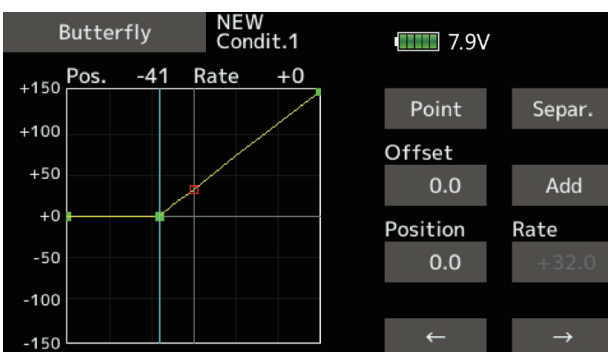 Butterfly
NEW
Condit.1
7.9V
Pos. -41 Rate +0
+150
+100
+50
+0
-50
-100
-150
Point Separ.
Offset
0.0 Add
Position Rate
0.0 +32.0
← →